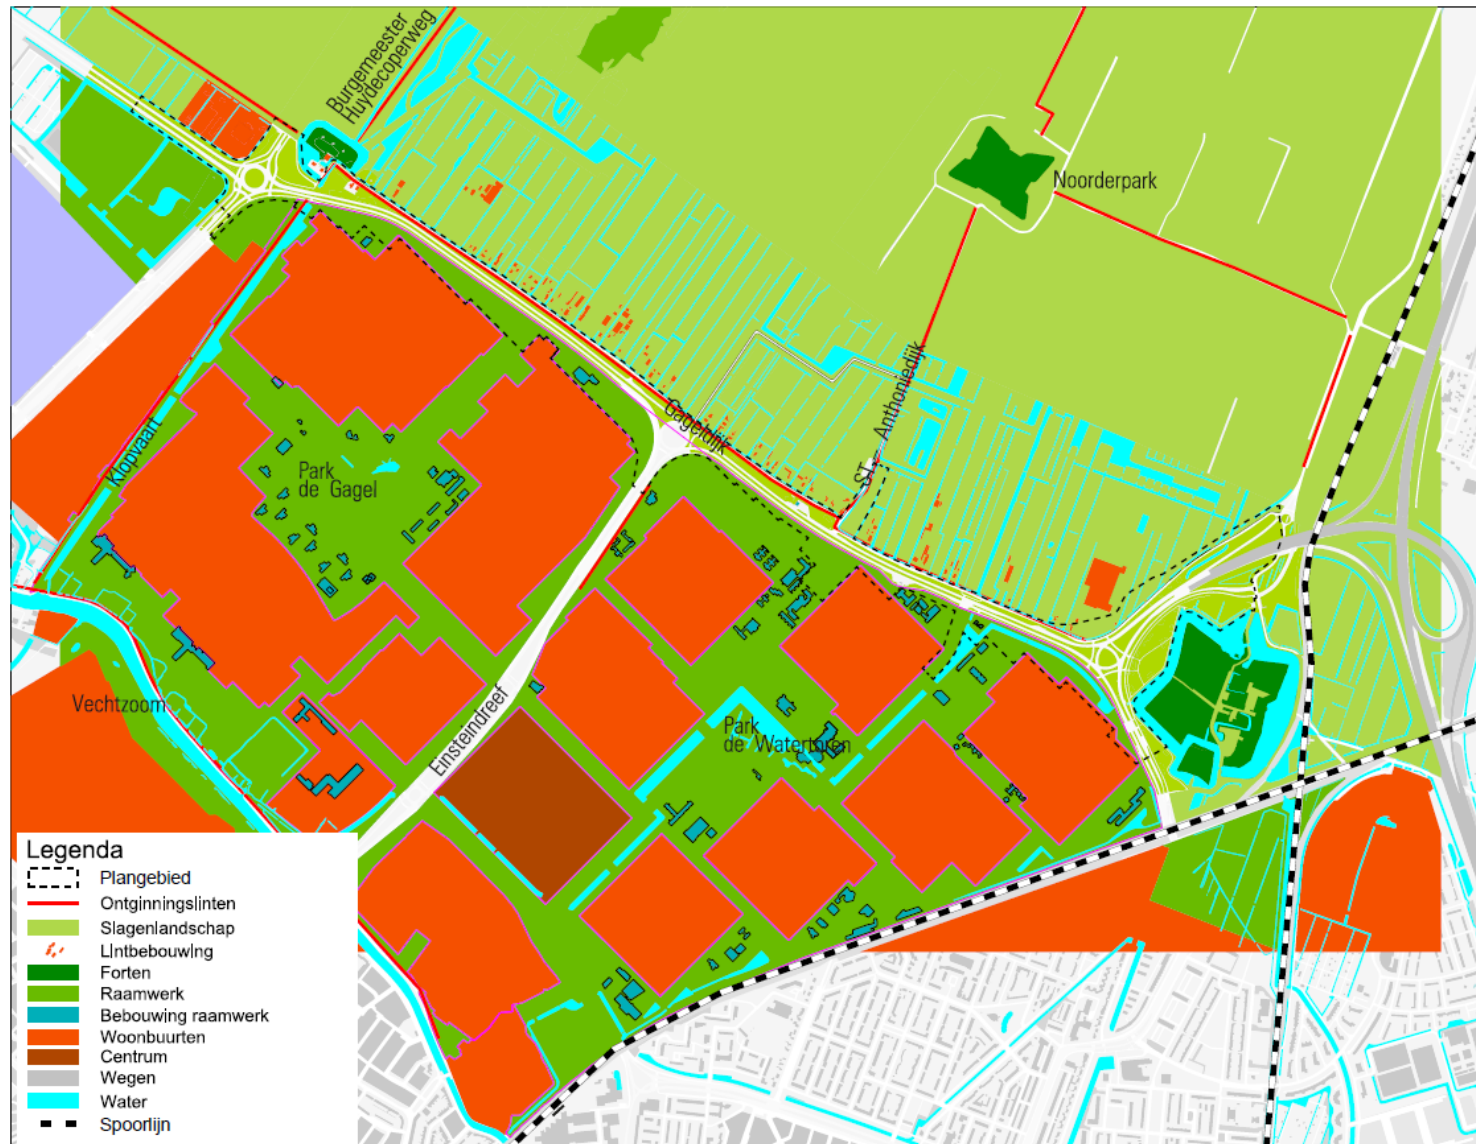 Burgemeester
Huydecoperweg
Noorderpark
ST. Anthoniedijk
Gageldijk
Klopvaart
Park
de Gagel
Vechtzoom
Einsteindreef
Park
de Watertoren
Legenda
Plangebied
Ontginningslinten
Slagenlandschap
Lintbebouwing
Forten
Raamwerk
Bebouwing raamwerk
Woonbuurten
Centrum
Wegen
Water
Spoorlijn